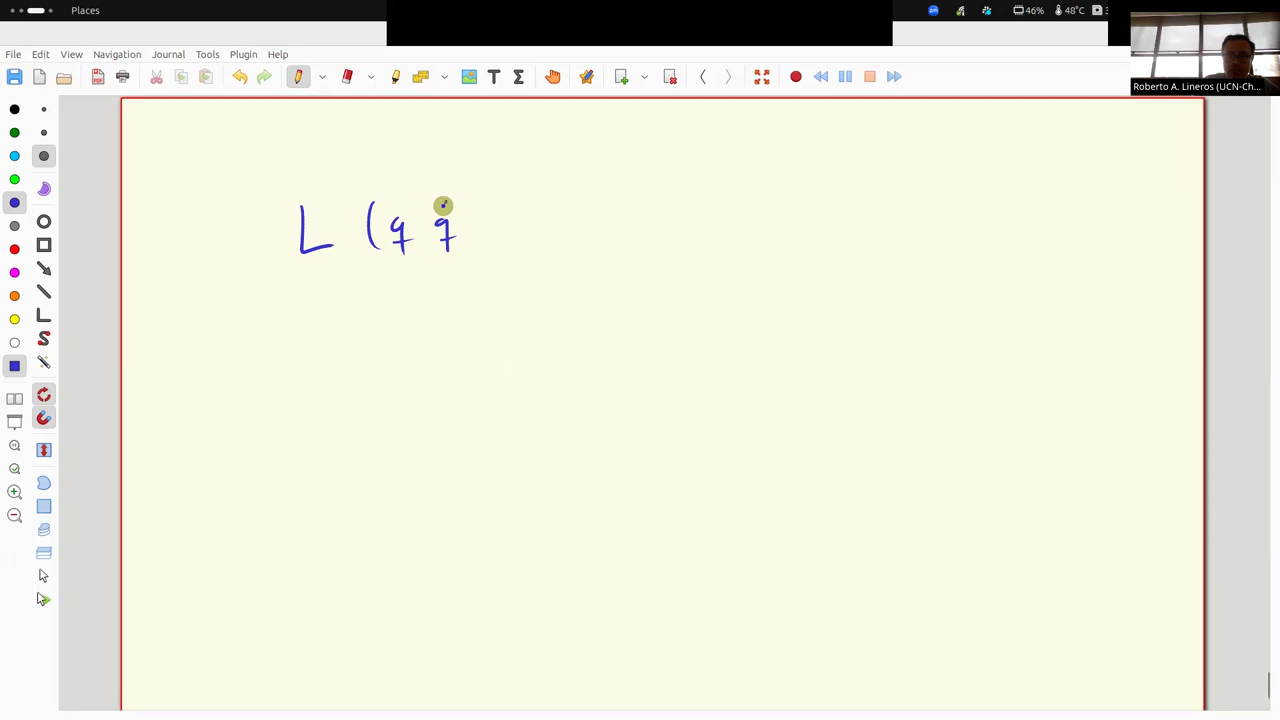 Places
46% 48°C
File Edit View Navigation Journal Tools Plugin Help
Roberto A. Lineros (UCN-Ch...
L (q q̇